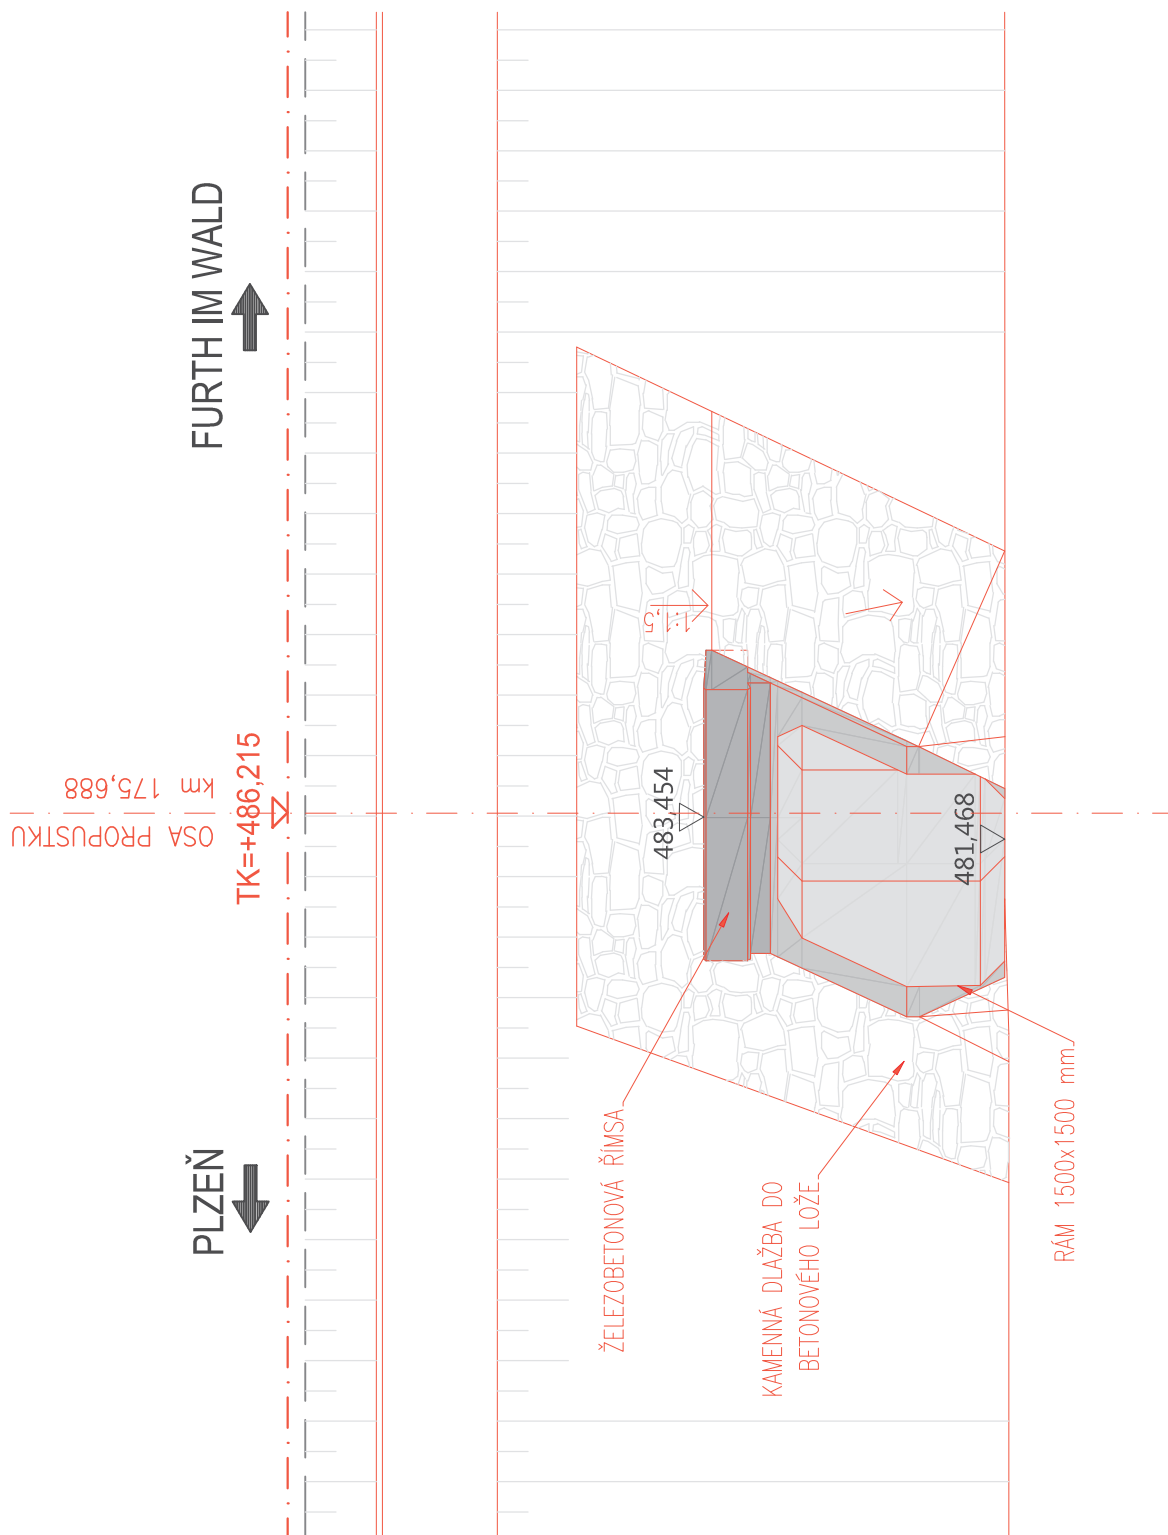 FURTH IM WALD
PLZEŇ
OSA PROPUSTKU
km 175,688
TK=+486,215
483,454
481,468
1:1,5
ŽELEZOBETONOVÁ ŘÍMSA
KAMENNÁ DLAŽBA DO
BETONOVÉHO LOŽE
RÁM 1500x1500 mm